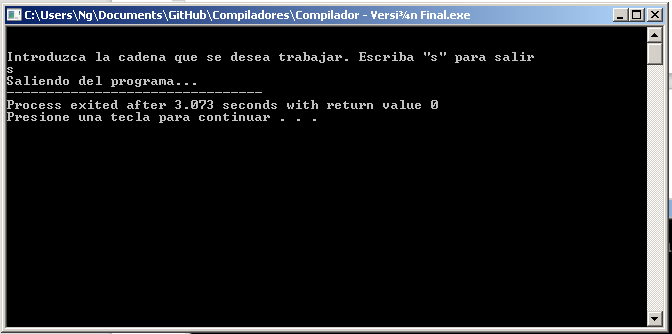 C:\Users\Ng\Documents\GitHub\Compiladores\Compilador - Versi¾n Final.exe
Introduzca la cadena que se desea trabajar. Escriba "s" para salir
s
Saliendo del programa...
--------------------------------
Process exited after 3.073 seconds with return value 0
Presione una tecla para continuar . . .